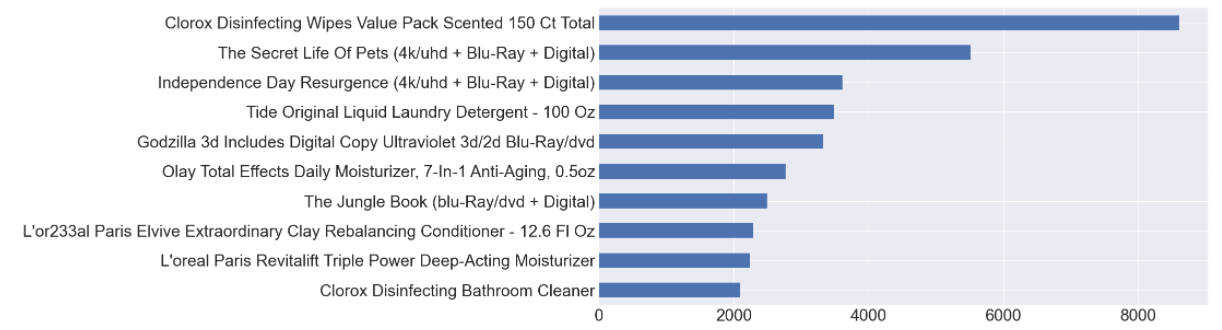 Clorox Disinfecting Wipes Value Pack Scented 150 Ct Total
The Secret Life Of Pets (4k/uhd + Blu-Ray + Digital)
Independence Day Resurgence (4k/uhd + Blu-Ray + Digital)
Tide Original Liquid Laundry Detergent - 100 Oz
Godzilla 3d Includes Digital Copy Ultraviolet 3d/2d Blu-Ray/dvd
Olay Total Effects Daily Moisturizer, 7-In-1 Anti-Aging, 0.5oz
The Jungle Book (blu-Ray/dvd + Digital)
L'or233al Paris Elvive Extraordinary Clay Rebalancing Conditioner - 12.6 Fl Oz
L'oreal Paris Revitalift Triple Power Deep-Acting Moisturizer
Clorox Disinfecting Bathroom Cleaner
0 2000 4000 6000 8000